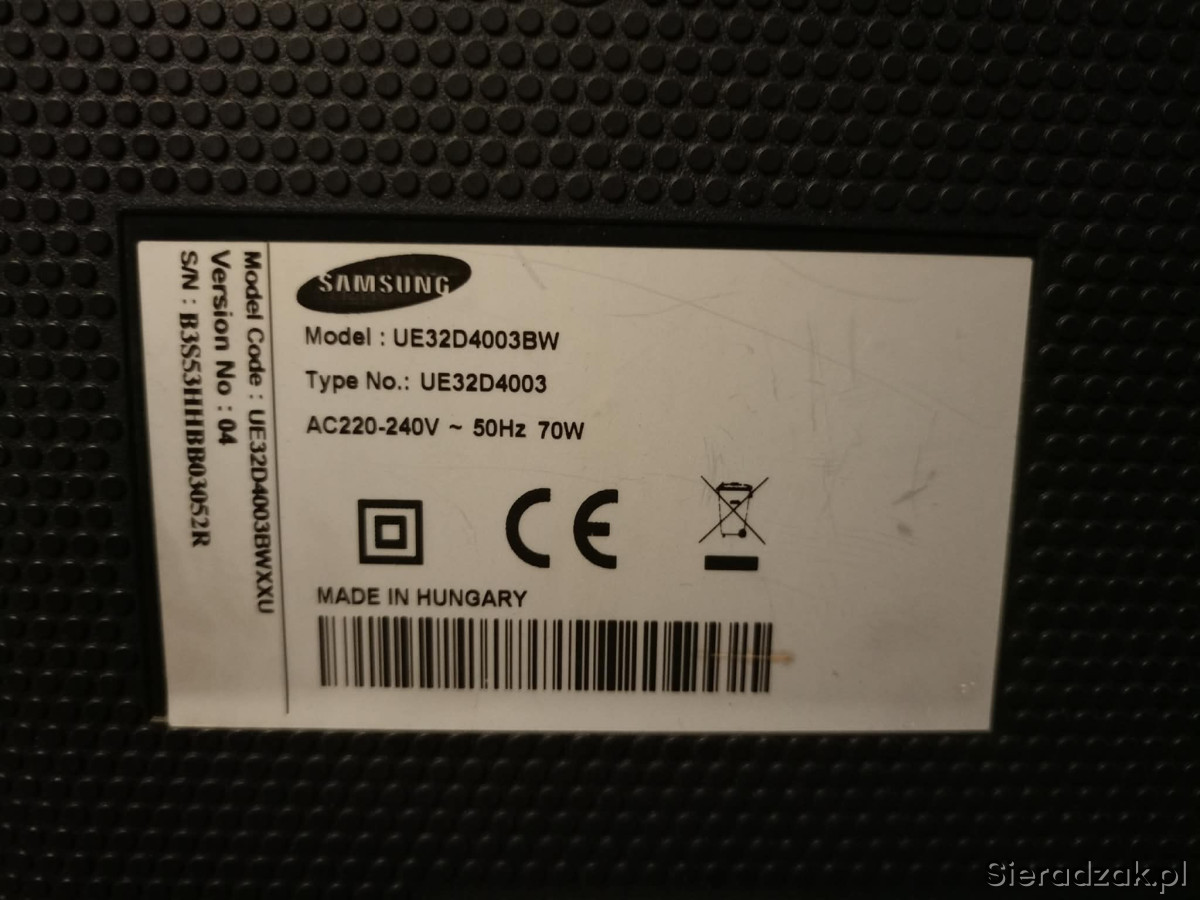 SAMSUNG
Model : UE32D4003BW
Type No.: UE32D4003
AC220-240V ~ 50Hz 70W
CE
MADE IN HUNGARY
Model Code : UE32D4003BWXXU
Version No : 04
S/N : B3S53HHBB03052R
Sieradzak.pl